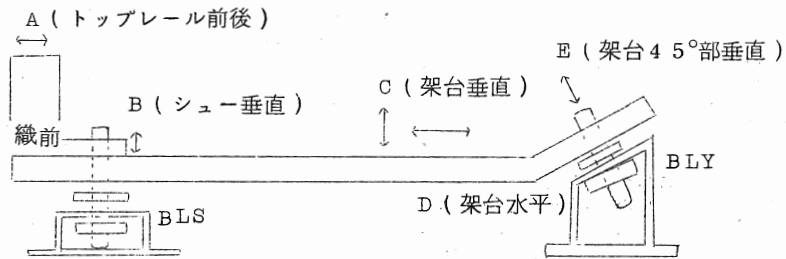 A（トップレール前後）
E（架台４５°部垂直）
C（架台垂直）
B（シュー垂直）
織前
BLY
D（架台水平）
BLS